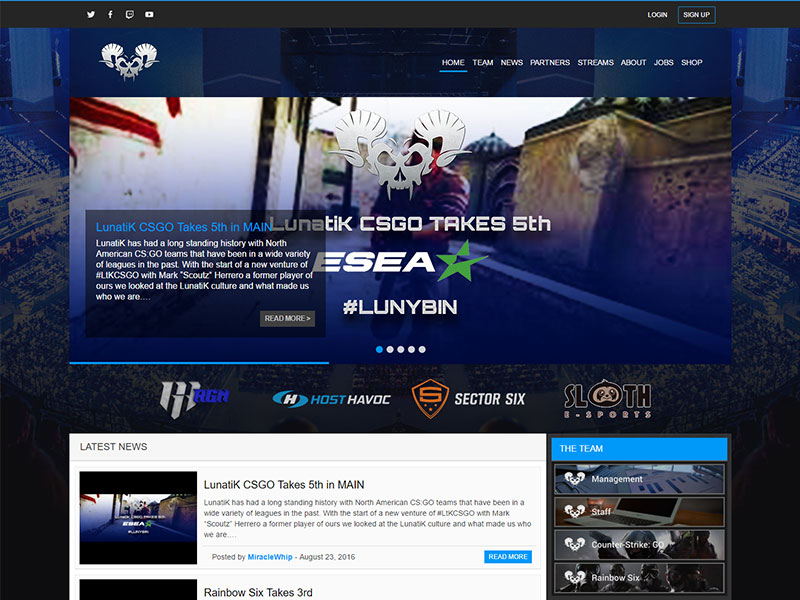 LOGIN SIGN UP
HOME TEAM NEWS PARTNERS STREAMS ABOUT JOBS SHOP
LunatiK CSGO TAKES 5th
ESEA
#LUNYBIN
LunatiK CSGO Takes 5th in MAIN
LunatiK has had a long standing history with North
American CS:GO teams that have been in a wide variety
of leagues in the past. With the start of a new venture of
#LtKCSGO with Mark "Scoutz" Herrero a former player of
ours we looked at the LunatiK culture and what made us
who we are....
READ MORE >
RGN
HOST HAVOC
SECTOR SIX
SLOTH
E-SPORTS
LATEST NEWS
LunatiK CSGO Takes 5th in MAIN
LunatiK has had a long standing history with North American CS:GO teams that have been in a
wide variety of leagues in the past. With the start of a new venture of #LtKCSGO with Mark
"Scoutz" Herrero a former player of ours we looked at the LunatiK culture and what made us who
we are....
Posted by MiracleWhip - August 23, 2016
READ MORE
LunatiK CSGO TAKES 5th
ESEA
#LUNYBIN
Rainbow Six Takes 3rd
THE TEAM
Management
Staff
Counter-Strike: GO
Rainbow Six